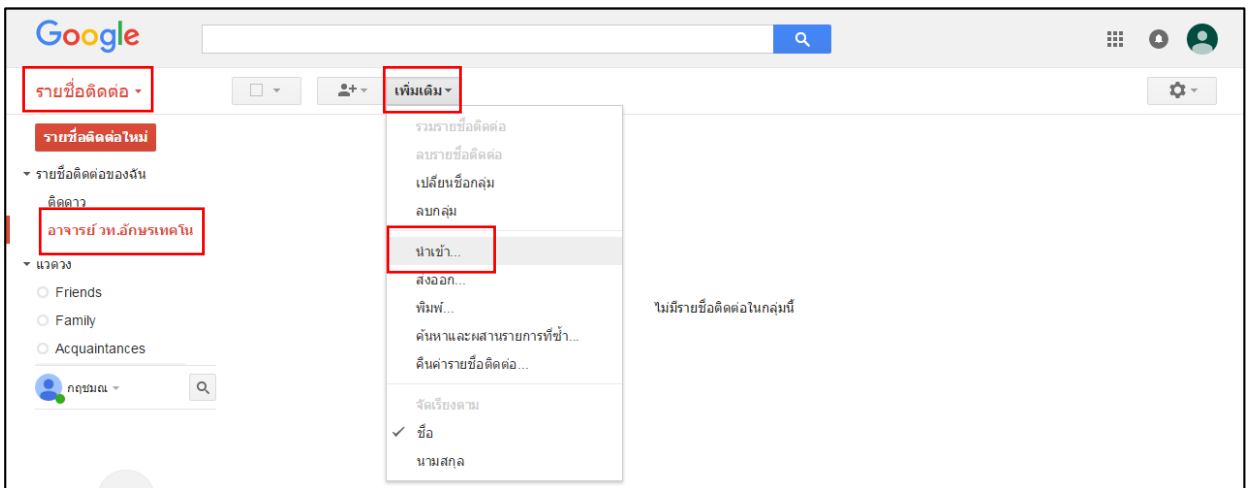 Google
รายชื่อติดต่อ
เพิ่มเติม
รายชื่อติดต่อใหม่
รายชื่อติดต่อของฉัน
ติดดาว
อาจารย์ วท.อักษรเทคโน
แวดวง
Friends
Family
Acquaintances
กฤชมณ
รวมรายชื่อติดต่อ
ลบรายชื่อติดต่อ
เปลี่ยนชื่อกลุ่ม
ลบกลุ่ม
นำเข้า...
ส่งออก...
พิมพ์...
ค้นหาและผสานรายการที่ซ้ำ...
คืนค่ารายชื่อติดต่อ...
จัดเรียงตาม
ชื่อ
นามสกุล
ไม่มีรายชื่อติดต่อในกลุ่มนี้